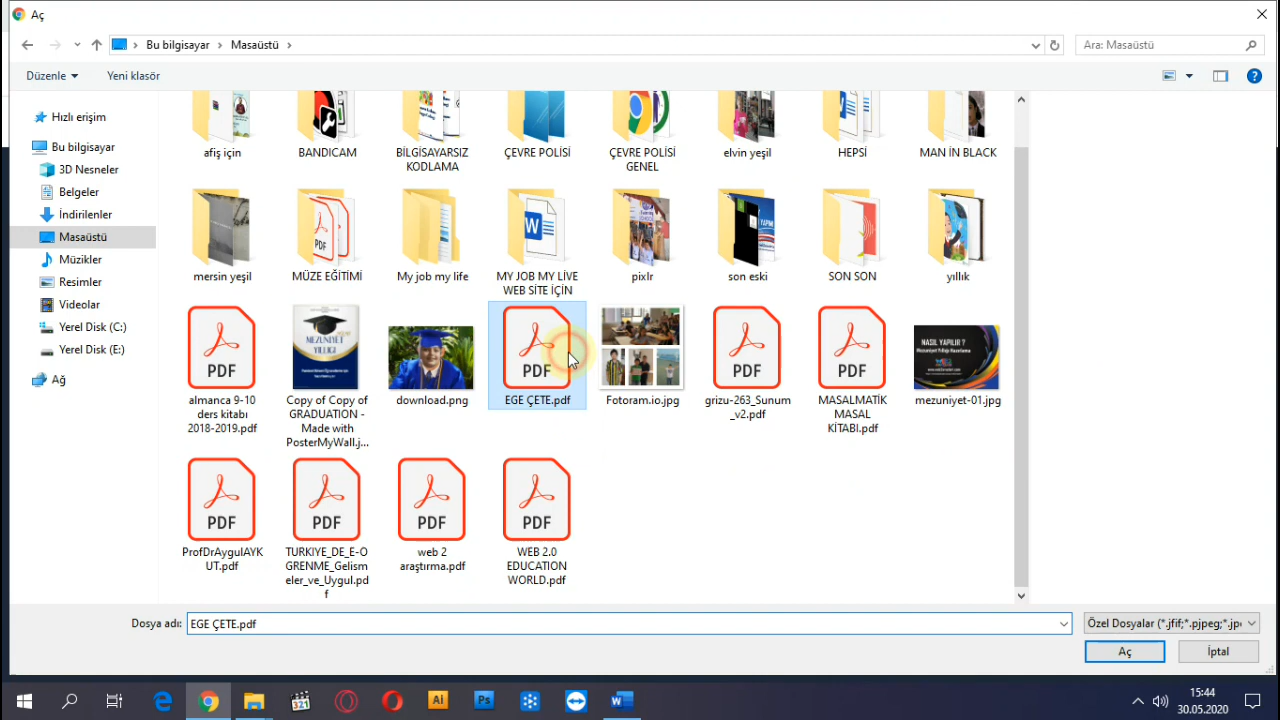 Aç
Bu bilgisayar
Masaüstü
Ara: Masaüstü
Düzenle
Yeni klasör
Hızlı erişim
Bu bilgisayar
3D Nesneler
Belgeler
İndirilenler
Masaüstü
Müzikler
Resimler
Videolar
Yerel Disk (C:)
Yerel Disk (E:)
Ağ
afiş için
BANDICAM
BİLGİSAYARSIZ
KODLAMA
ÇEVRE POLİSİ
ÇEVRE POLİSİ
GENEL
elvin yeşil
HEPSİ
MAN İN BLACK
mersin yeşil
MÜZE EĞİTİMİ
My job my life
MY JOB MY LİVE
WEB SİTE İÇİN
pixlr
son eski
SON SON
yıllık
PDF
MEZUNİYET
YILLIĞI
PDF
PDF
PDF
NASIL YAPILIR ?
Mezuniyet Yıllığı Hazırlama
almanca 9-10
ders kitabı
2018-2019.pdf
Copy of Copy of
GRADUATION -
Made with
PosterMyWall.j...
download.png
EGE ÇETE.pdf
Fotoram.io.jpg
grizu-263_Sunum
_v2.pdf
MASALMATİK
MASAL
KİTABI.pdf
mezuniyet-01.jpg
PDF
PDF
PDF
PDF
ProfDrAygulAYK
UT.pdf
TURKIYE_DE_E-O
GRENME_Gelism
eler_ve_Uygul.pd
f
web 2
araştırma.pdf
WEB 2.0
EDUCATION
WORLD.pdf
Dosya adı:
EGE ÇETE.pdf
Özel Dosyalar (*.jfif;*.pjpeg;*.jpe
Aç
İptal
321
Ai
Ps
W
15:44
30.05.2020